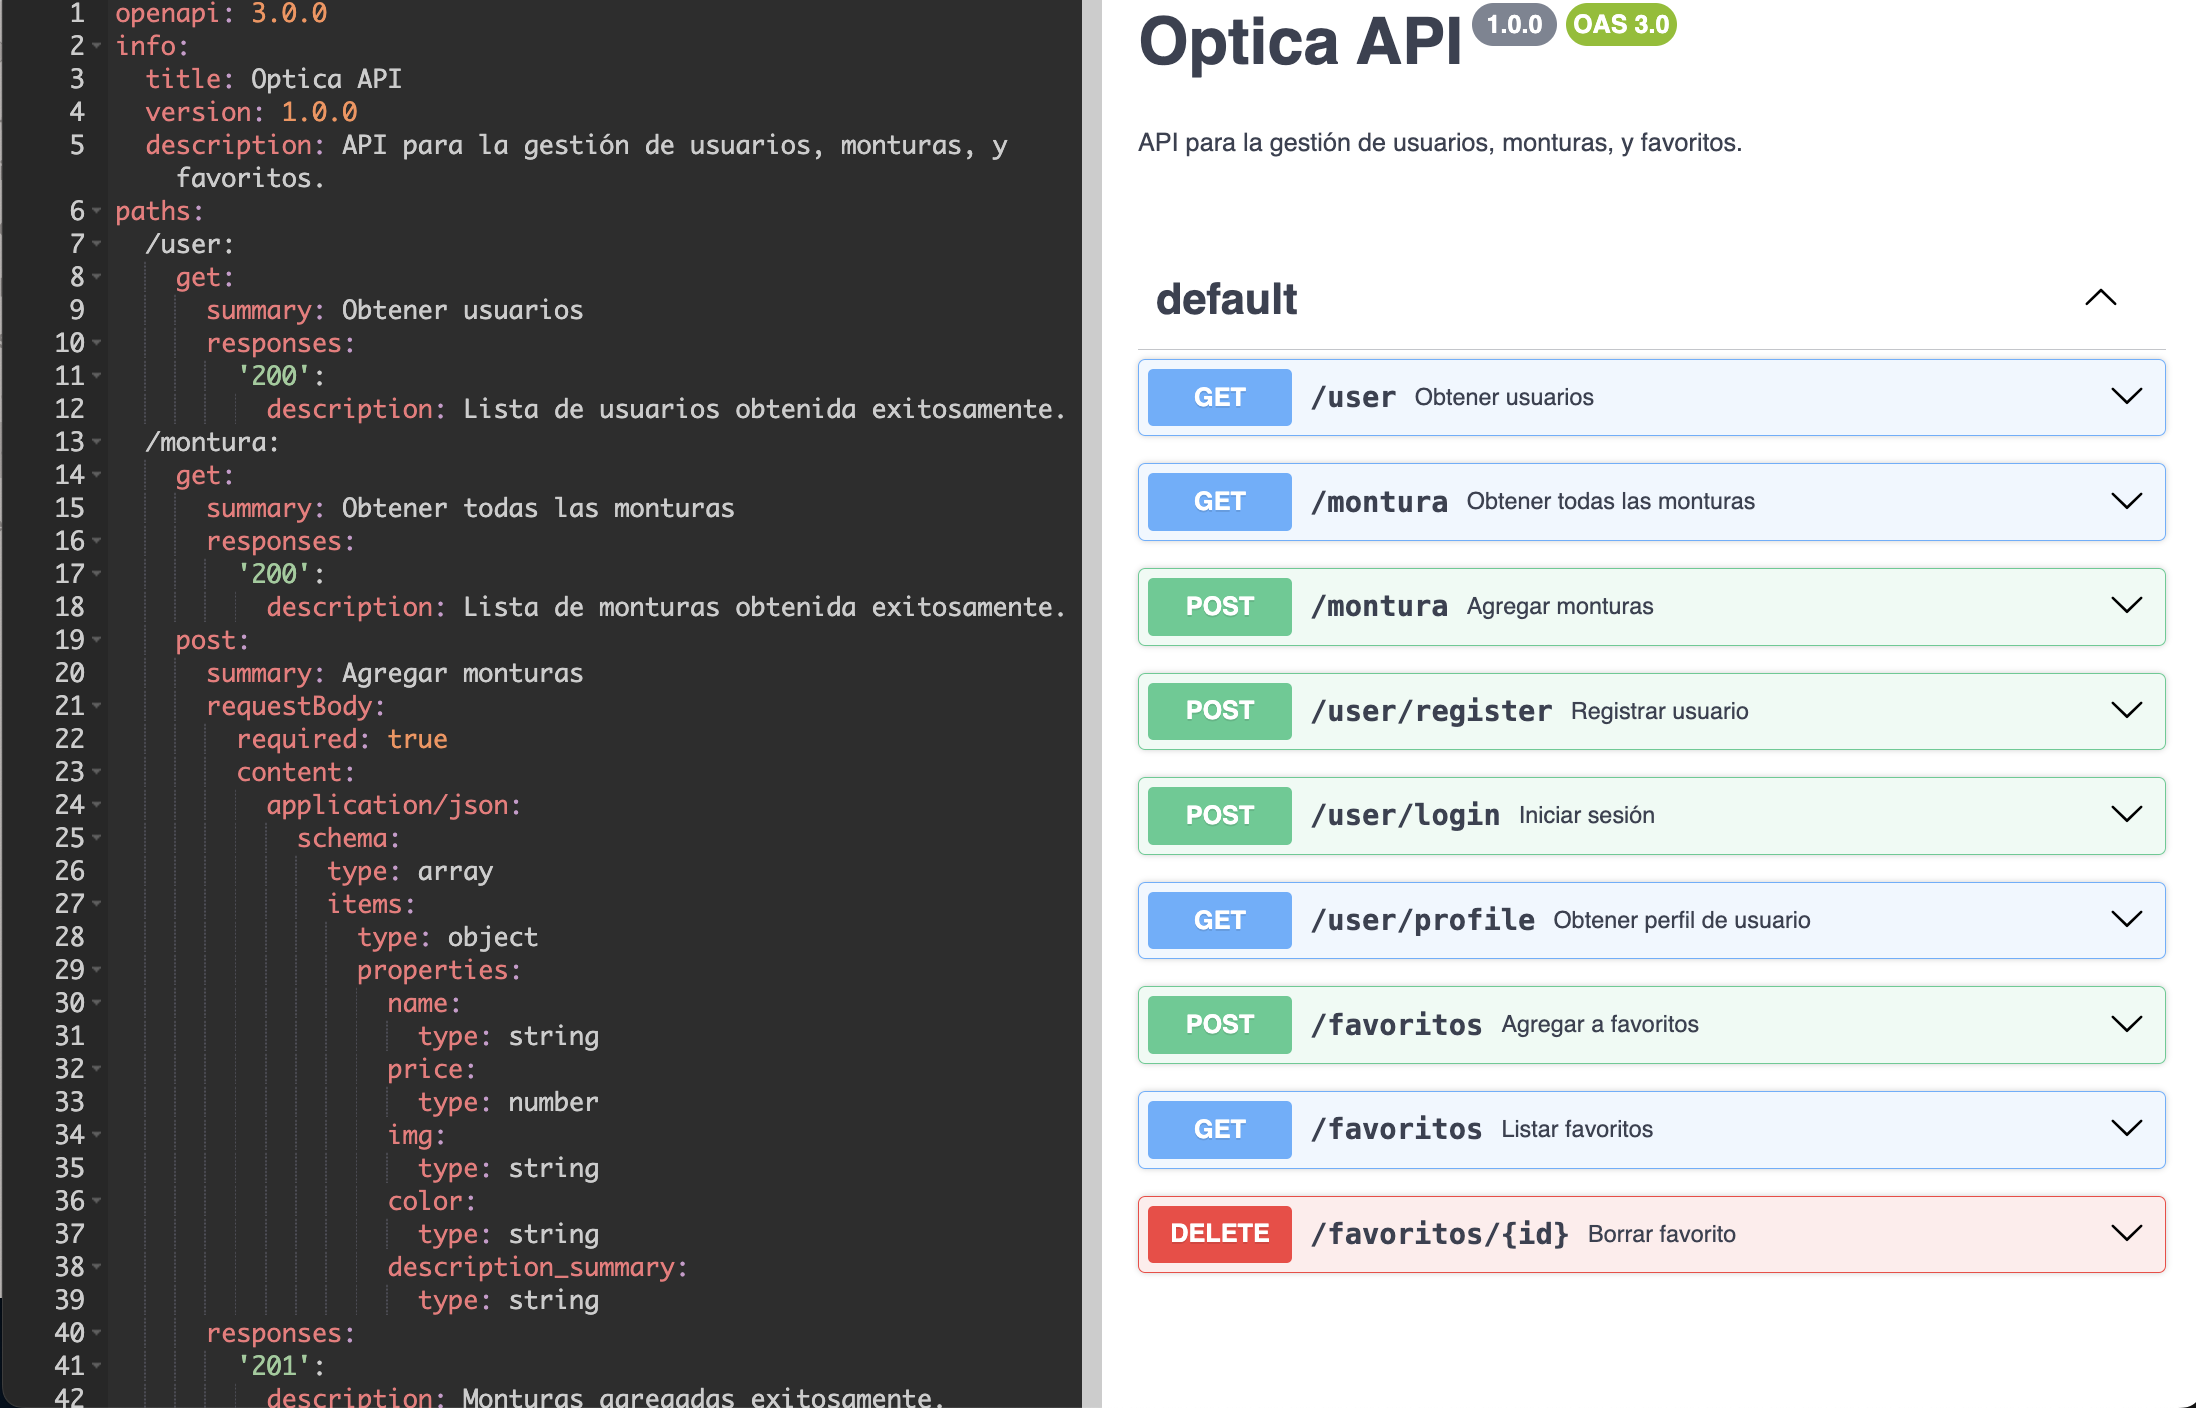 1 openapi: 3.0.0
2 info:
3 title: Optica API
4 version: 1.0.0
5 description: API para la gestión de usuarios, monturas, y
favoritos.
6 paths:
7 /user:
8 get:
9 summary: Obtener usuarios
10 responses:
11 '200':
12 description: Lista de usuarios obtenida exitosamente.
13 /montura:
14 get:
15 summary: Obtener todas las monturas
16 responses:
17 '200':
18 description: Lista de monturas obtenida exitosamente.
19 post:
20 summary: Agregar monturas
21 requestBody:
22 required: true
23 content:
24 application/json:
25 schema:
26 type: array
27 items:
28 type: object
29 properties:
30 name:
31 type: string
32 price:
33 type: number
34 img:
35 type: string
36 color:
37 type: string
38 description_summary:
39 type: string
40 responses:
41 '201':
42 description: Monturas agregadas exitosamente.
Optica API 1.0.0 OAS 3.0
API para la gestión de usuarios, monturas, y favoritos.
default
GET /user Obtener usuarios
GET /montura Obtener todas las monturas
POST /montura Agregar monturas
POST /user/register Registrar usuario
POST /user/login Iniciar sesión
GET /user/profile Obtener perfil de usuario
POST /favoritos Agregar a favoritos
GET /favoritos Listar favoritos
DELETE /favoritos/{id} Borrar favorito